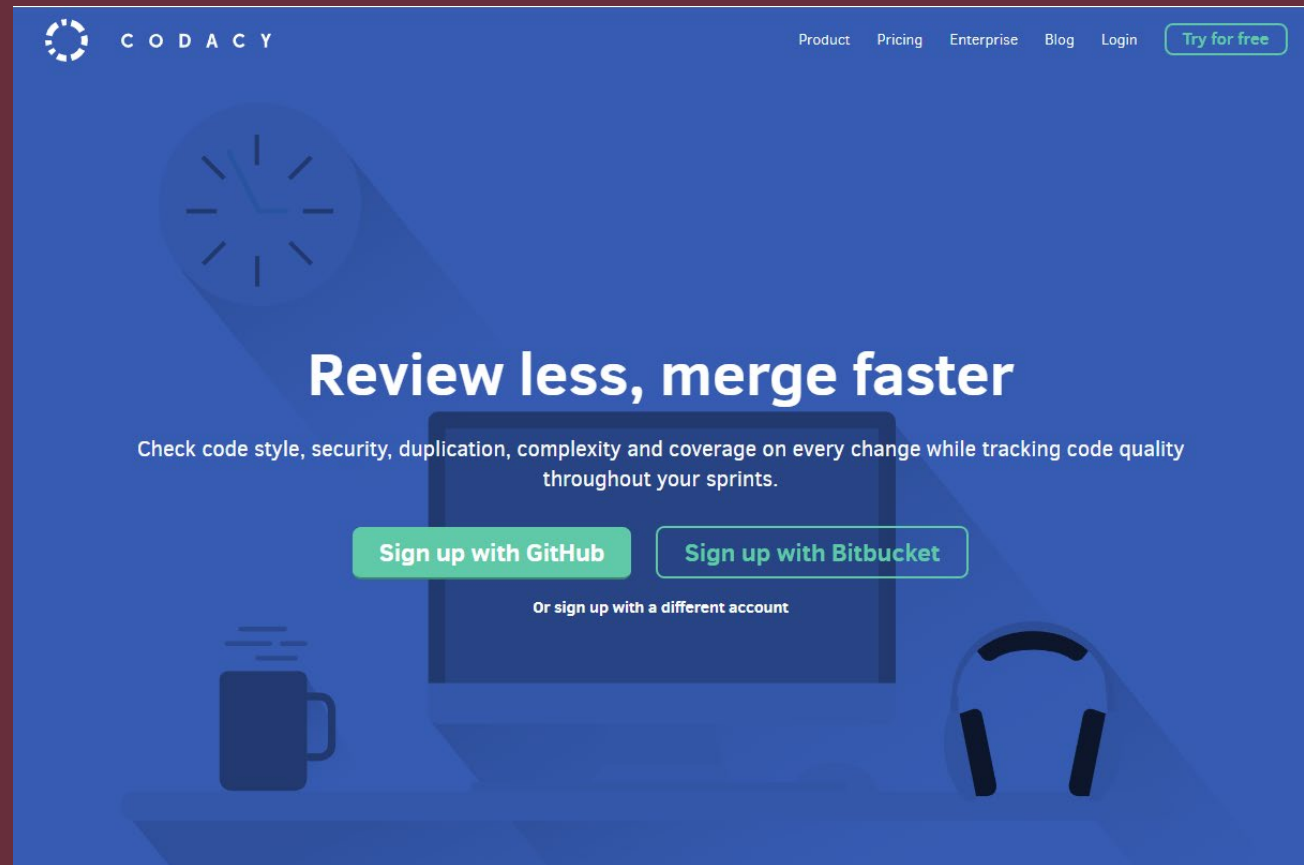 CODACY
Product Pricing Enterprise Blog Login Try for free
Review less, merge faster
Check code style, security, duplication, complexity and coverage on every change while tracking code quality
throughout your sprints.
Sign up with GitHub Sign up with Bitbucket
Or sign up with a different account